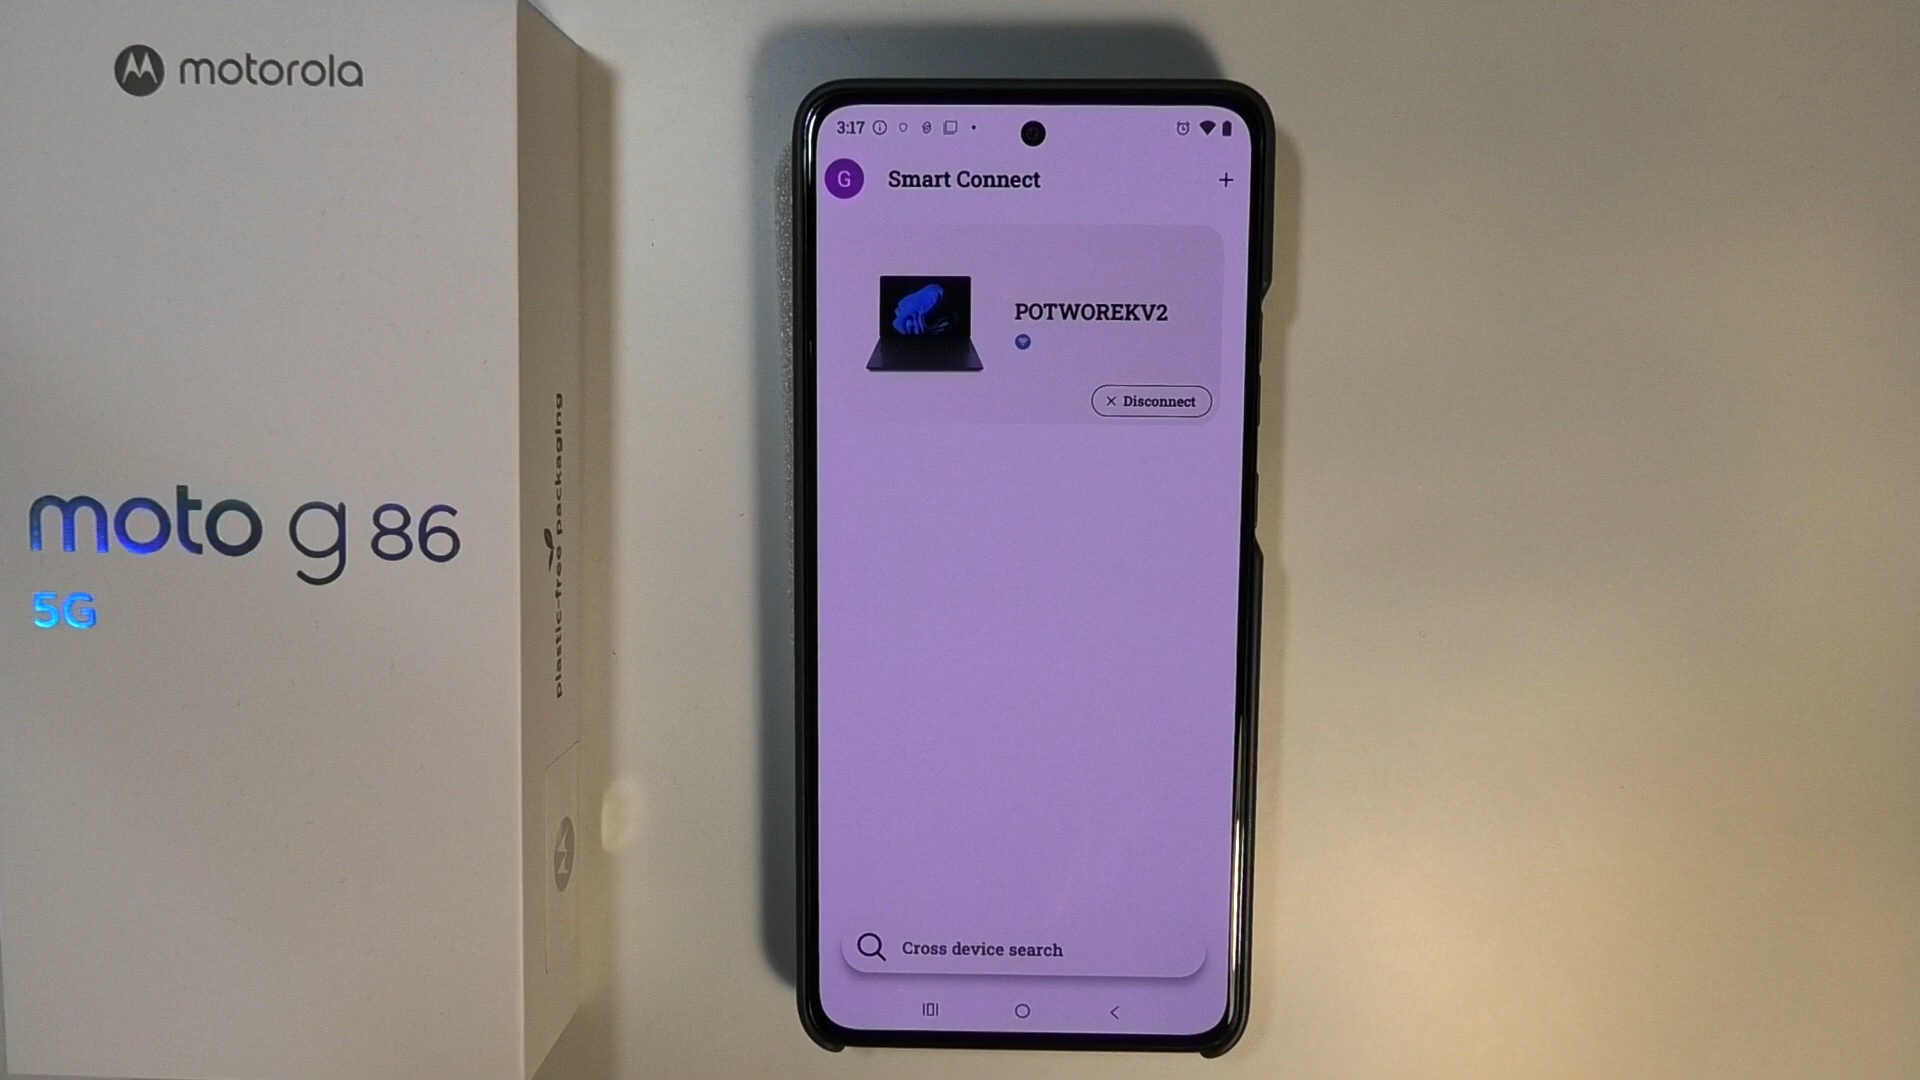 motorola
moto g 86
5G
plastic-free packaging
3:17
G
Smart Connect
+
POTWOREKV2
× Disconnect
Cross device search